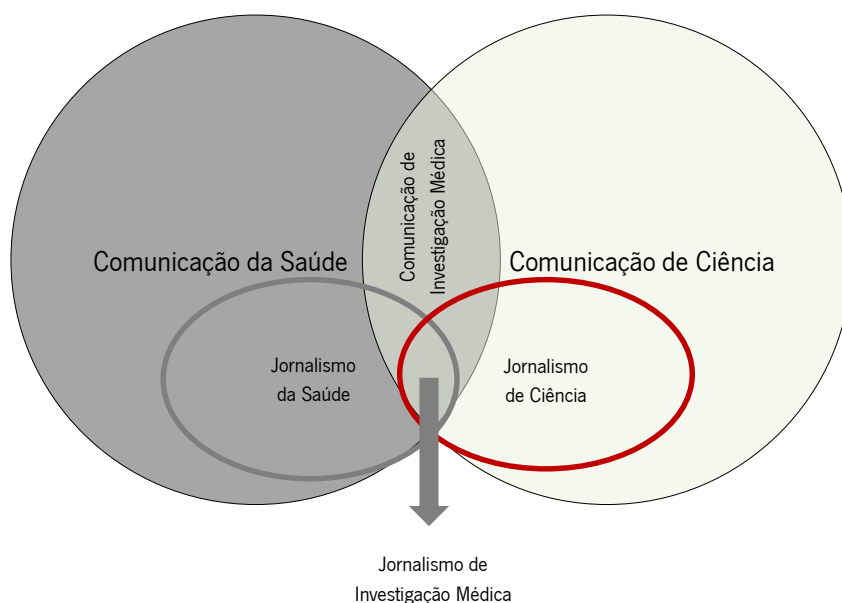 Comunicação de
Investigação Médica
Comunicação da Saúde
Comunicação de Ciência
Jornalismo
da Saúde
Jornalismo
de Ciência
Jornalismo de
Investigação Médica